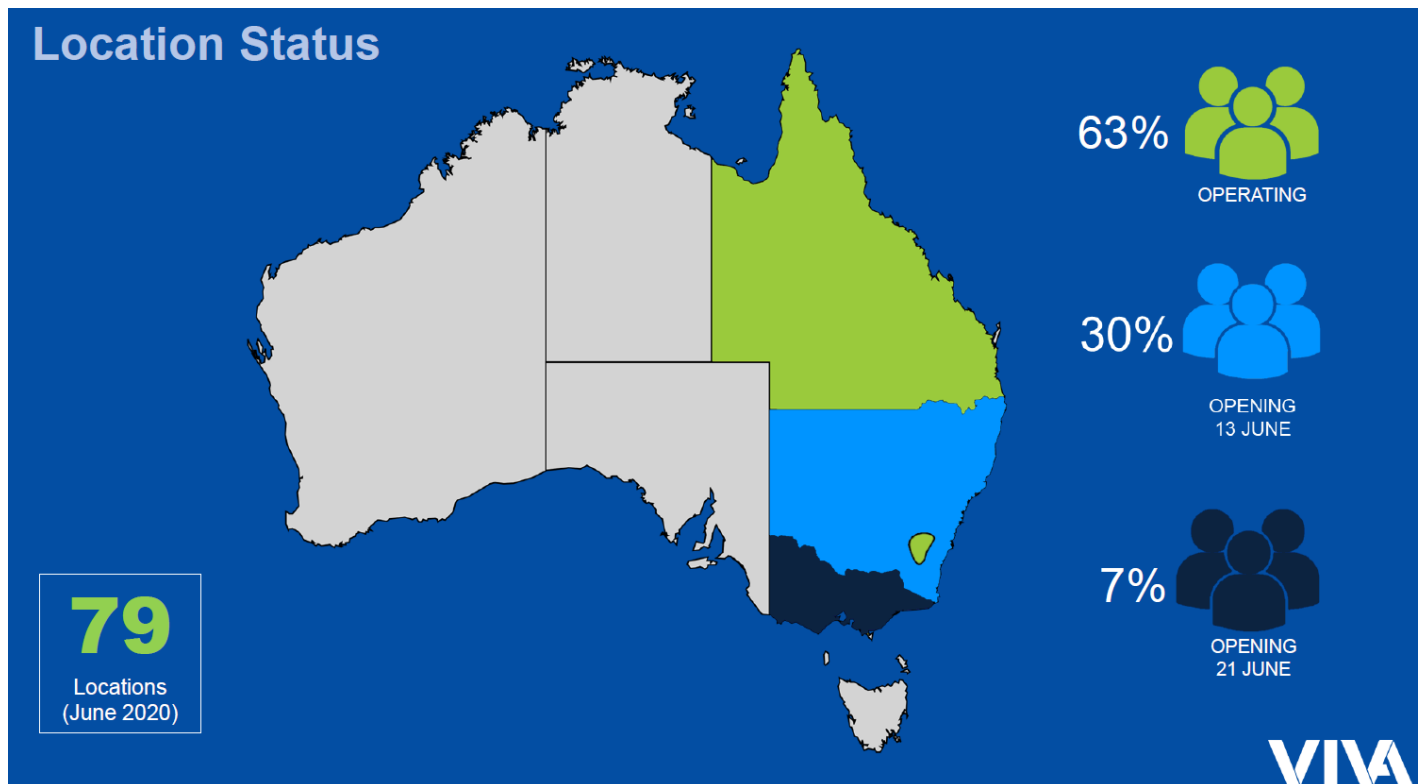 Location Status
63%
OPERATING
30%
OPENING
13 JUNE
7%
OPENING
21 JUNE
79
Locations
(June 2020)
VIVA